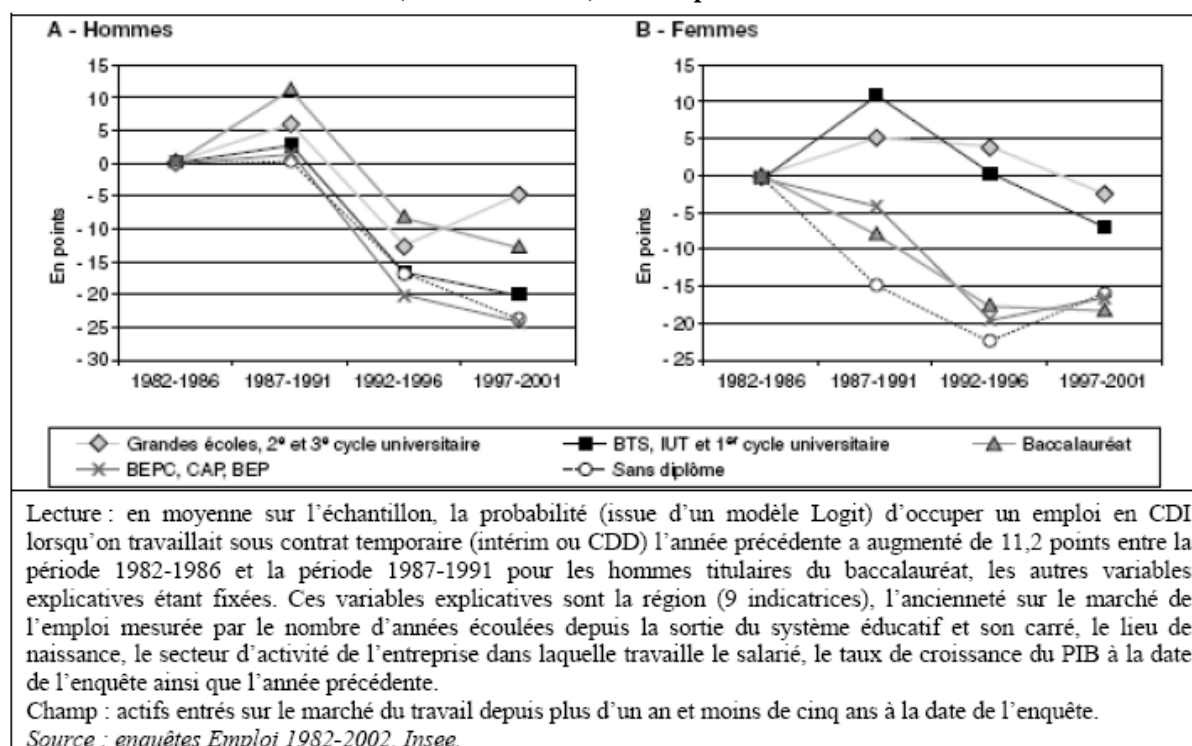 A - Hommes
B - Femmes
15
10
5
0
- 5
- 10
- 15
- 20
- 25
- 30
En points
1982-1986 1987-1991 1992-1996 1997-2001
15
10
5
0
- 5
- 10
- 15
- 20
- 25
En points
1982-1986 1987-1991 1992-1996 1997-2001
Grandes écoles, 2e et 3e cycle universitaire BTS, IUT et 1er cycle universitaire Baccalauréat
BEPC, CAP, BEP Sans diplôme
Lecture : en moyenne sur l'échantillon, la probabilité (issue d'un modèle Logit) d'occuper un emploi en CDI
lorsqu'on travaillait sous contrat temporaire (intérim ou CDD) l'année précédente a augmenté de 11,2 points entre la
période 1982-1986 et la période 1987-1991 pour les hommes titulaires du baccalauréat, les autres variables
explicatives étant fixées. Ces variables explicatives sont la région (9 indicatrices), l'ancienneté sur le marché de
l'emploi mesurée par le nombre d'années écoulées depuis la sortie du système éducatif et son carré, le lieu de
naissance, le secteur d'activité de l'entreprise dans laquelle travaille le salarié, le taux de croissance du PIB à la date
de l'enquête ainsi que l'année précédente.
Champ : actifs entrés sur le marché du travail depuis plus d'un an et moins de cinq ans à la date de l'enquête.
Source : enquêtes Emploi 1982-2002, Insee.